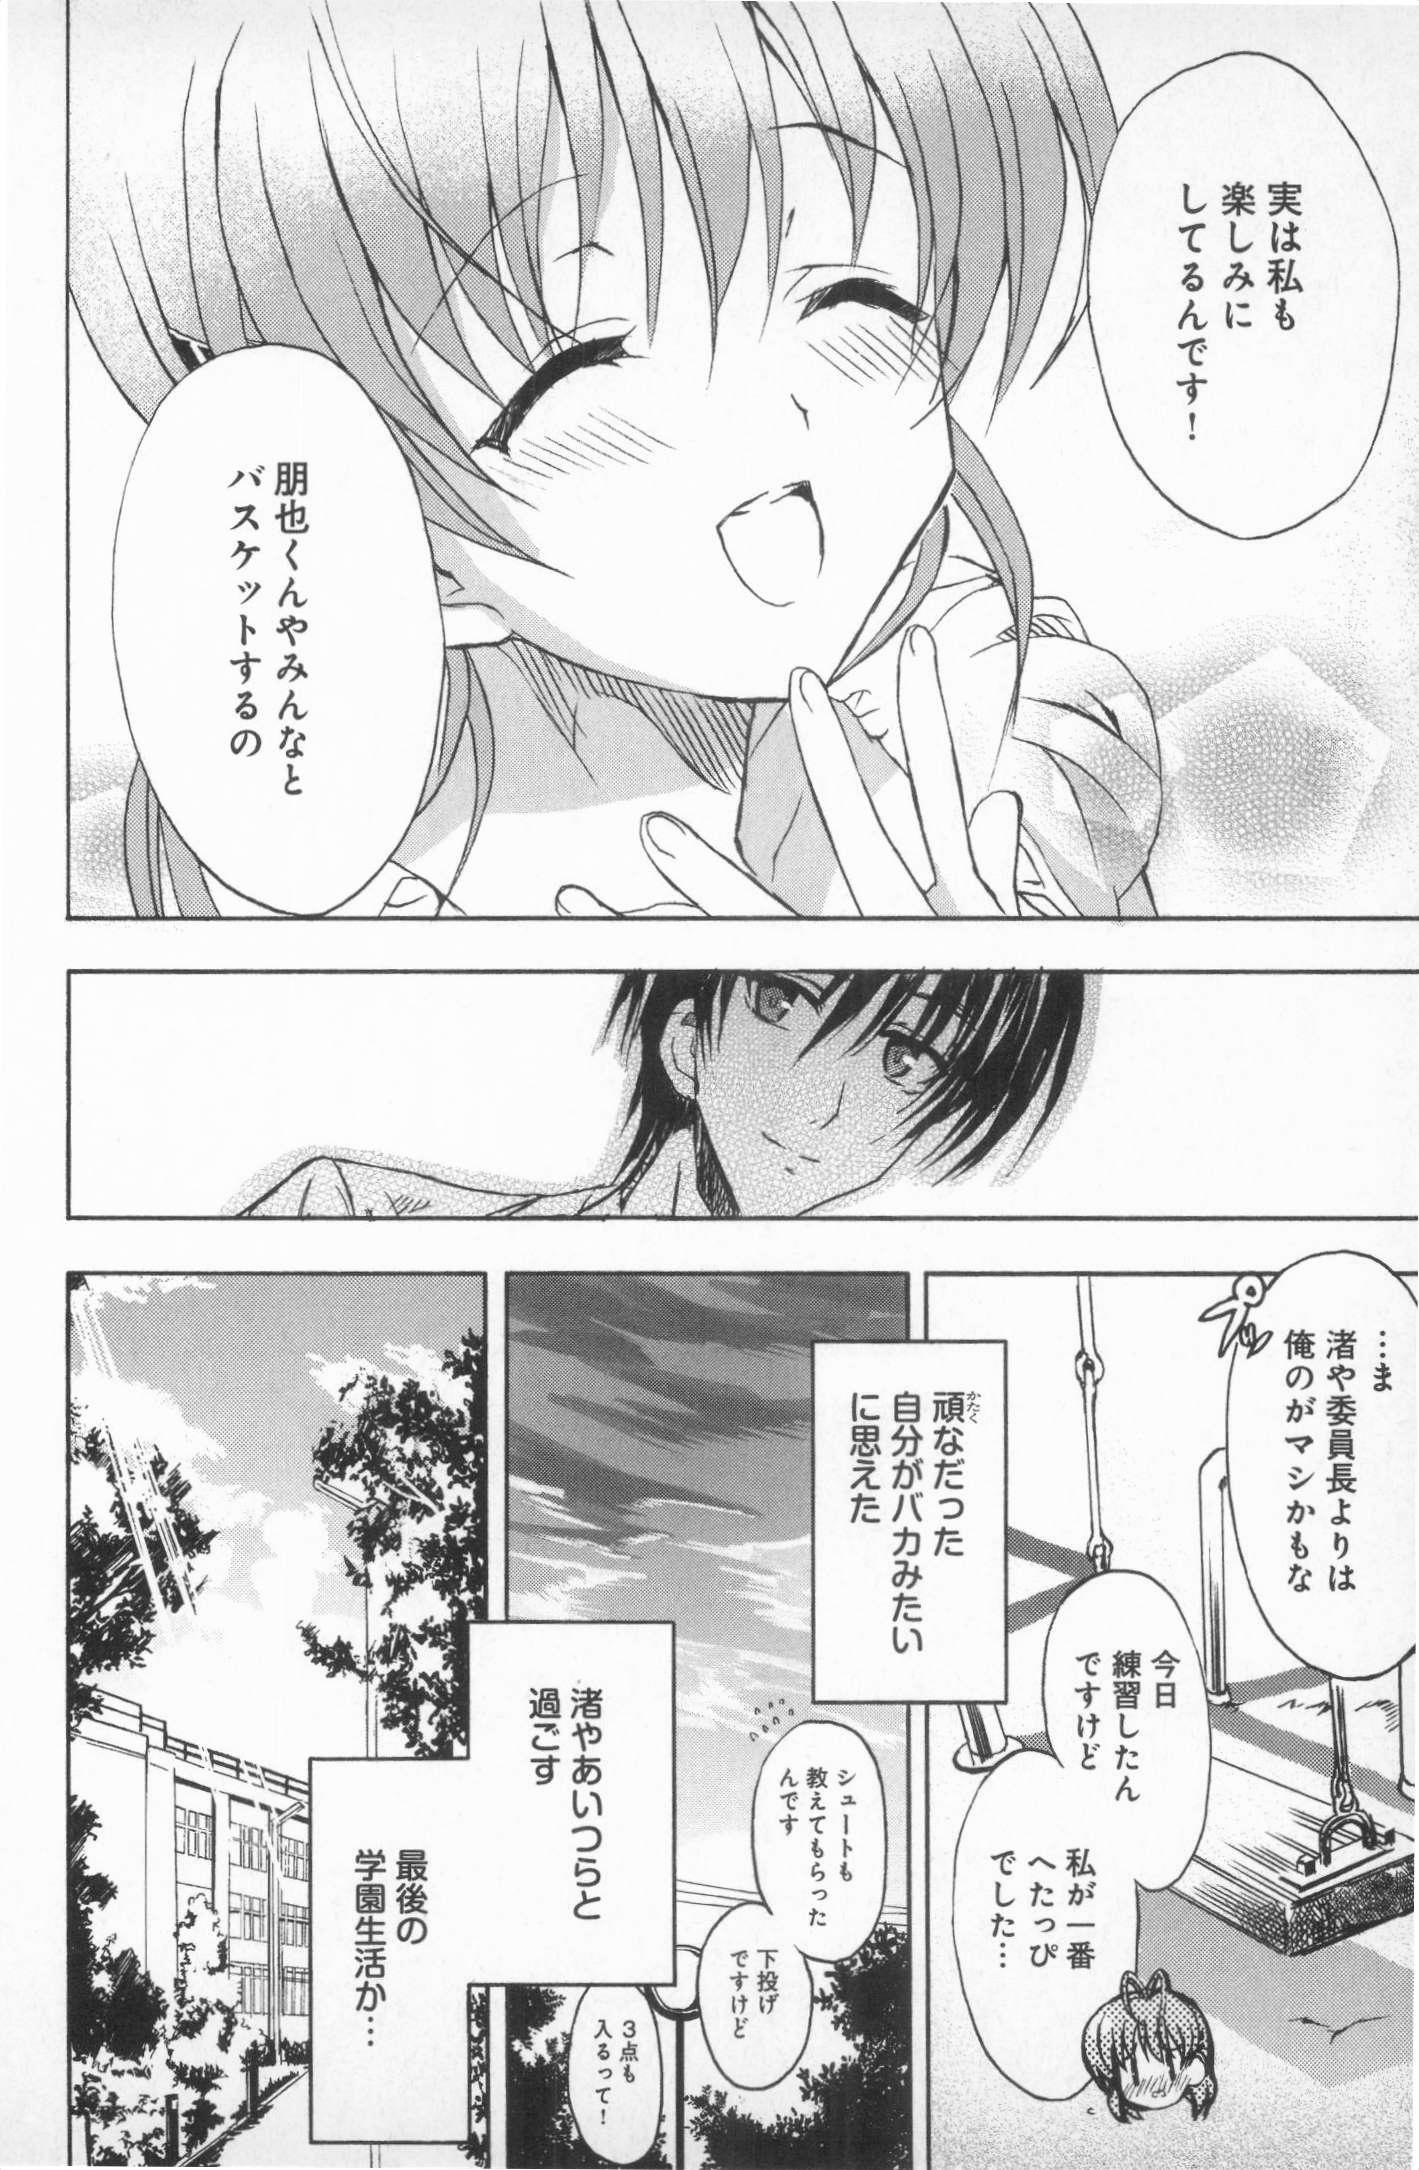 実は私も
楽しみに
してるんです！
朋也くんやみんなと
バスケットするの
…ま
渚や委員長よりは
俺のがマシかもな
プッ
今日
練習したん
ですけど
私が一番
へたっぴ
でした…
頑なだった
かたく
自分がバカみたい
に思えた
シュートも
教えてもらった
んです
下投げ
ですけど
3点も
入るって！
渚やあいつらと
過ごす
最後の
学園生活か…